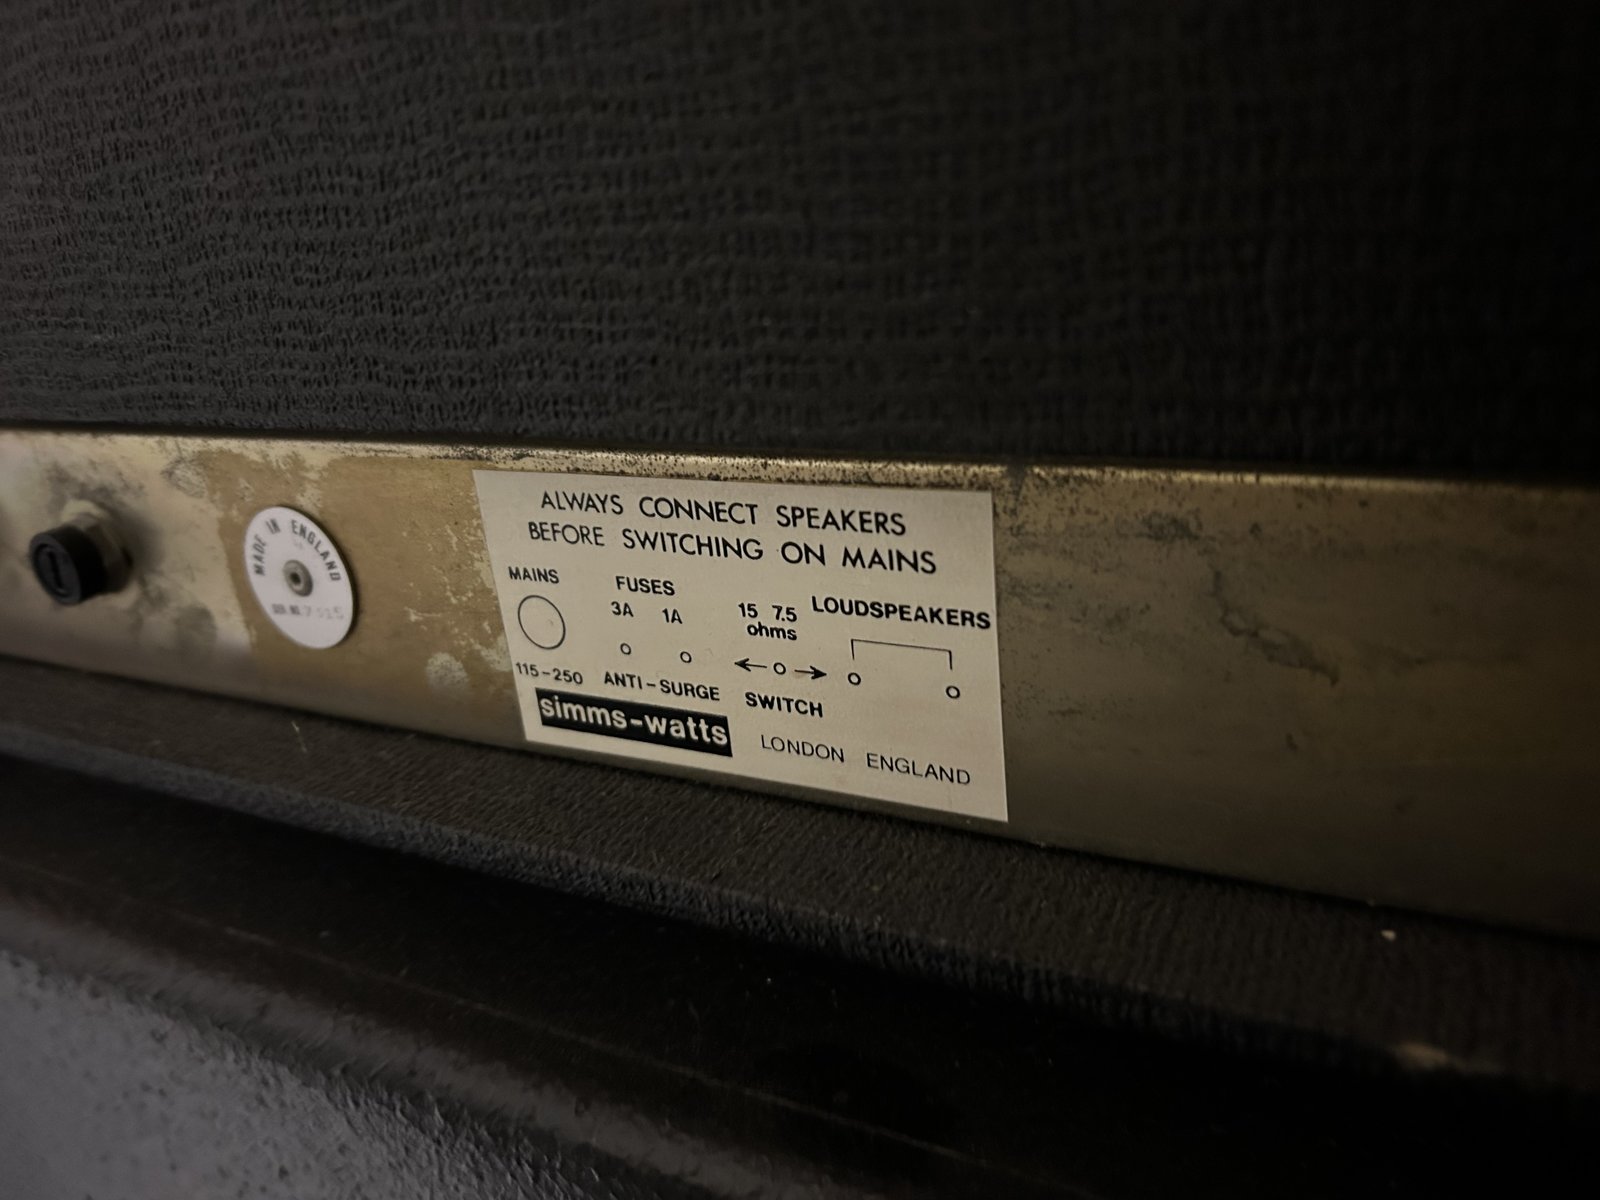 MADE IN ENGLAND
ALWAYS CONNECT SPEAKERS
BEFORE SWITCHING ON MAINS
MAINS
FUSES
3A 1A
15 7.5
ohms
LOUDSPEAKERS
115-250
ANTI-SURGE
SWITCH
simms-watts
LONDON ENGLAND